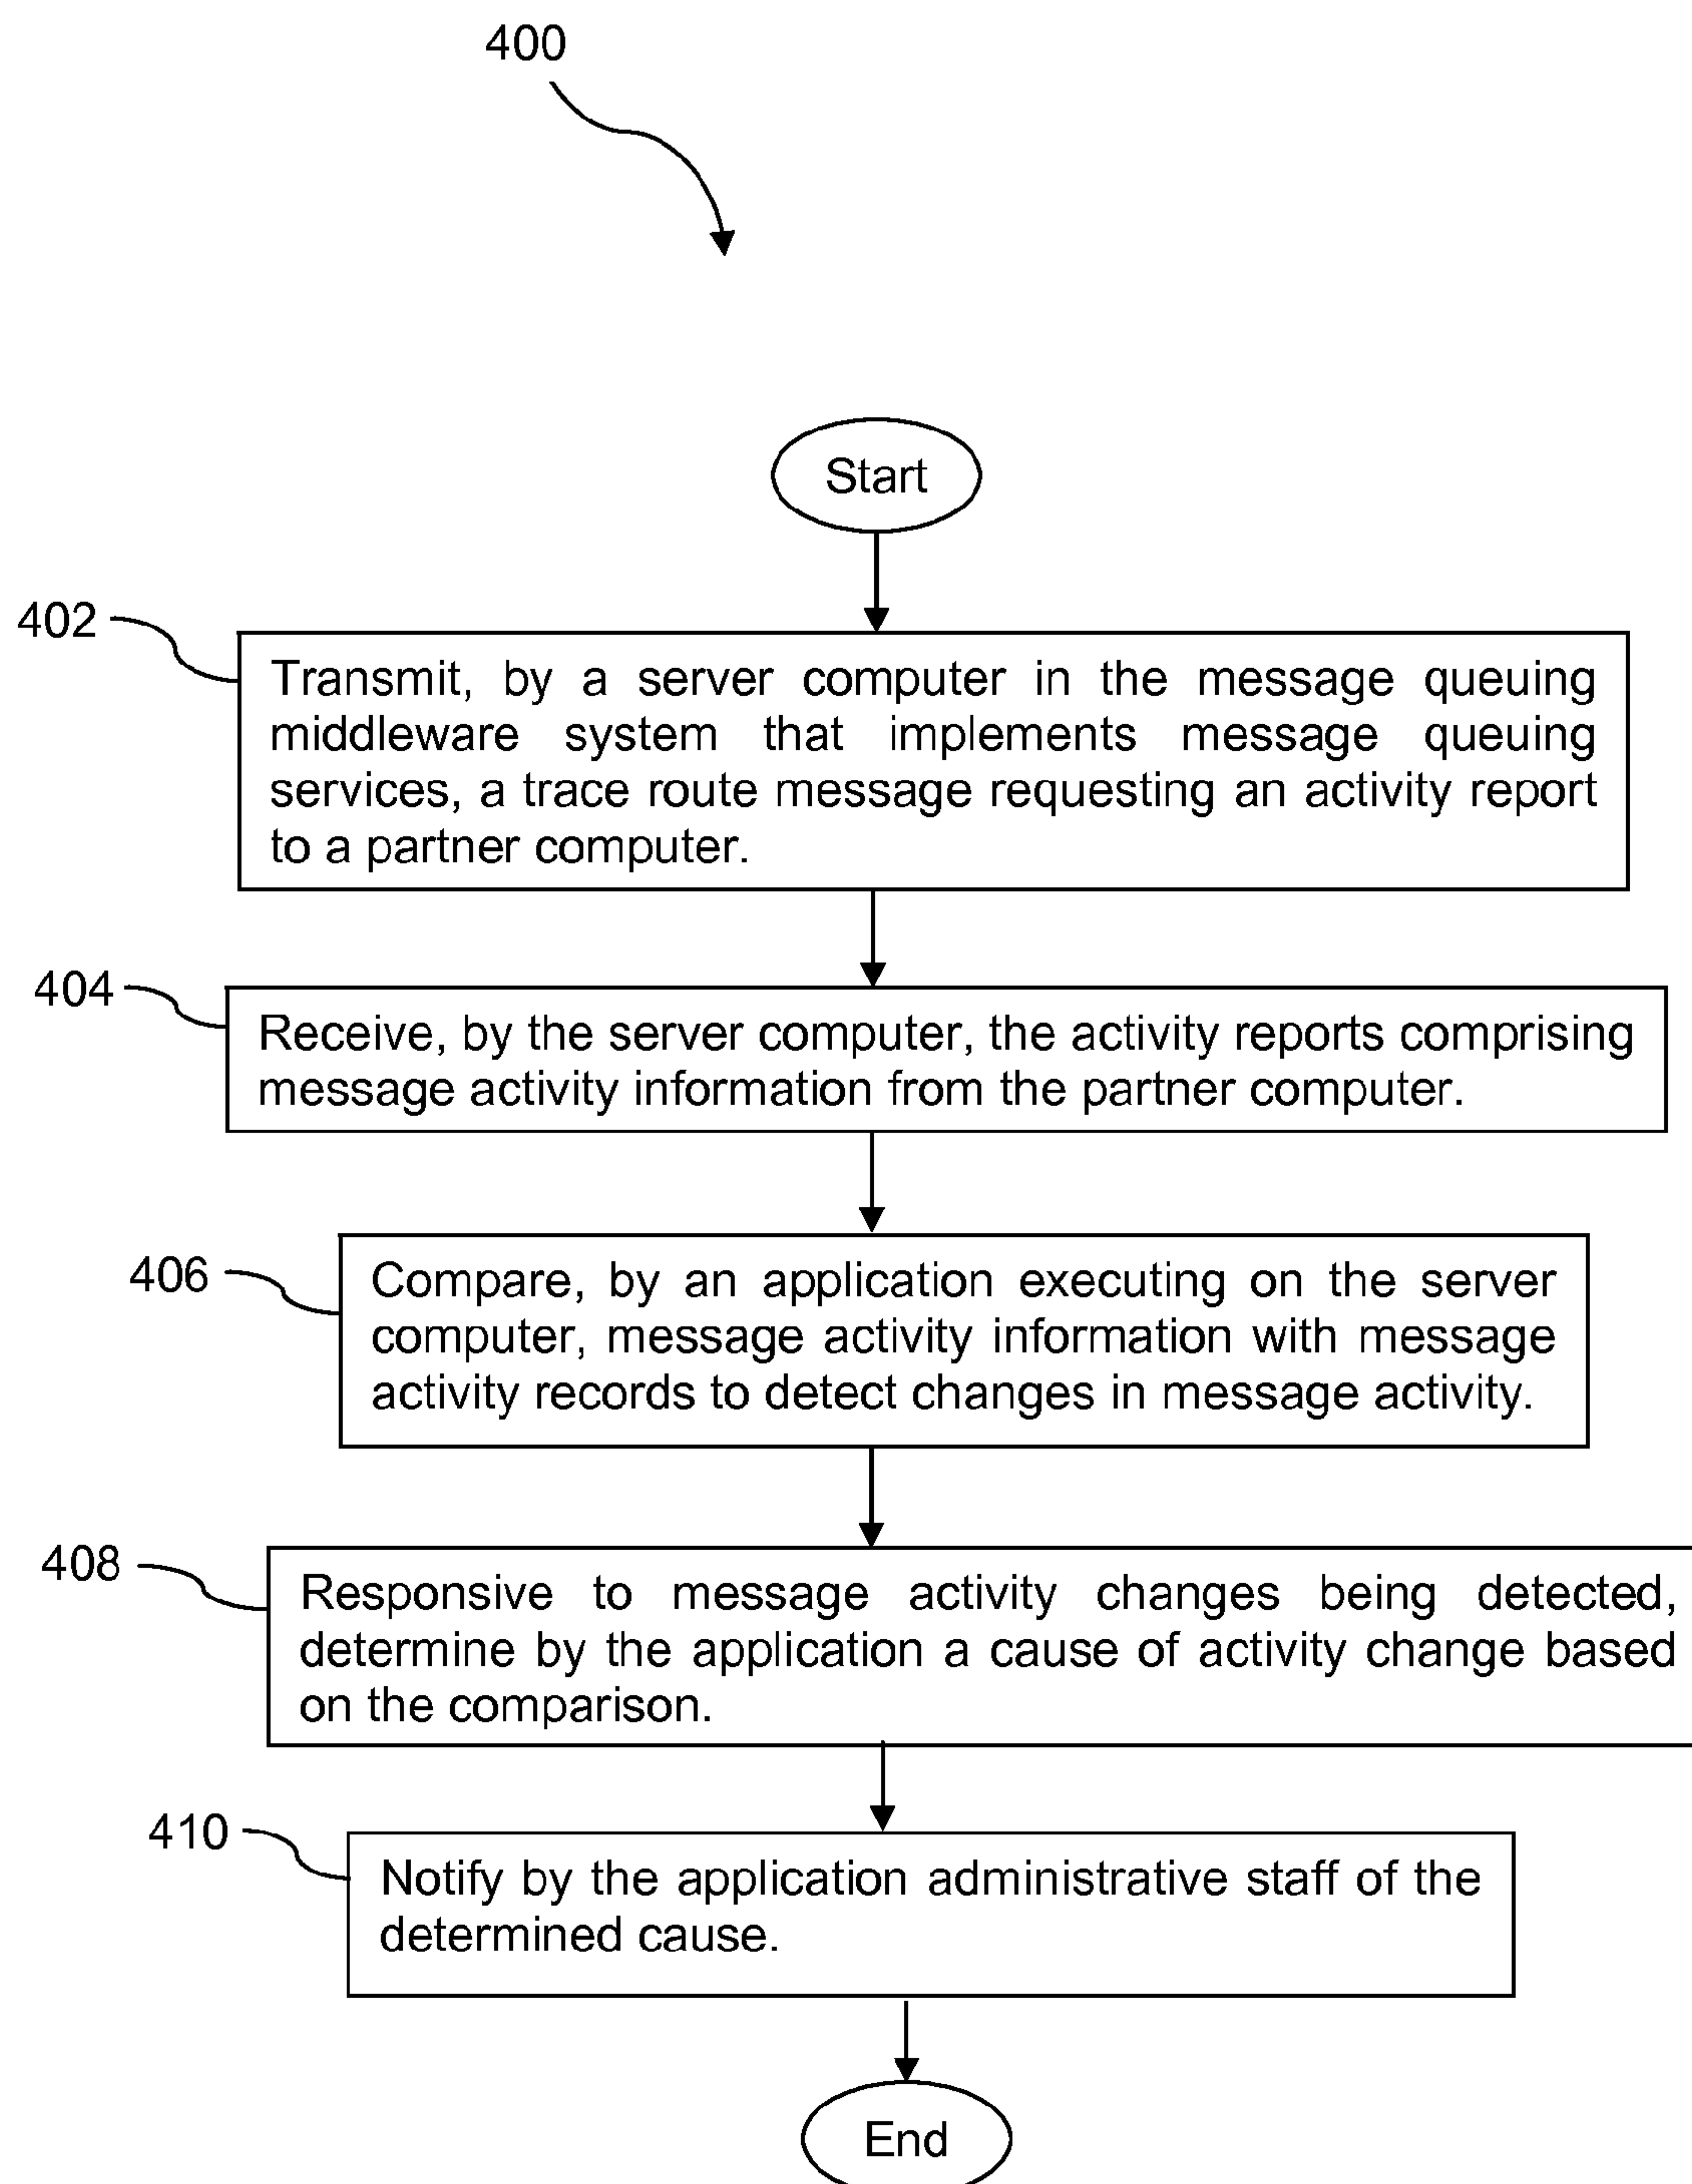 400
Start
402
Transmit, by a server computer in the message queuing
middleware system that implements message queuing
services, a trace route message requesting an activity report
to a partner computer.
404
Receive, by the server computer, the activity reports comprising
message activity information from the partner computer.
406
Compare, by an application executing on the server
computer, message activity information with message
activity records to detect changes in message activity.
408
Responsive to message activity changes being detected,
determine by the application a cause of activity change based
on the comparison.
410
Notify by the application administrative staff of the
determined cause.
End